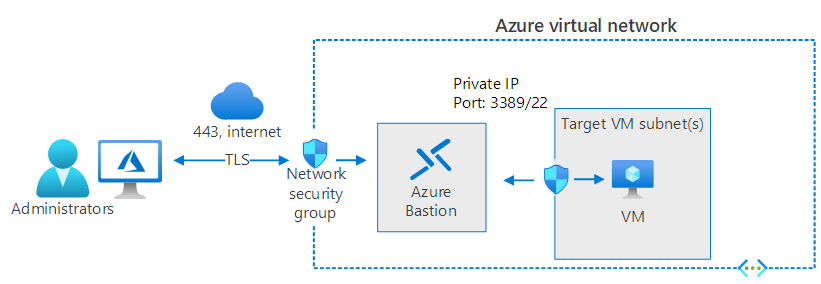 Azure virtual network
Private IP
Port: 3389/22
443, internet
TLS
Administrators
Network
security
group
Azure
Bastion
Target VM subnet(s)
VM